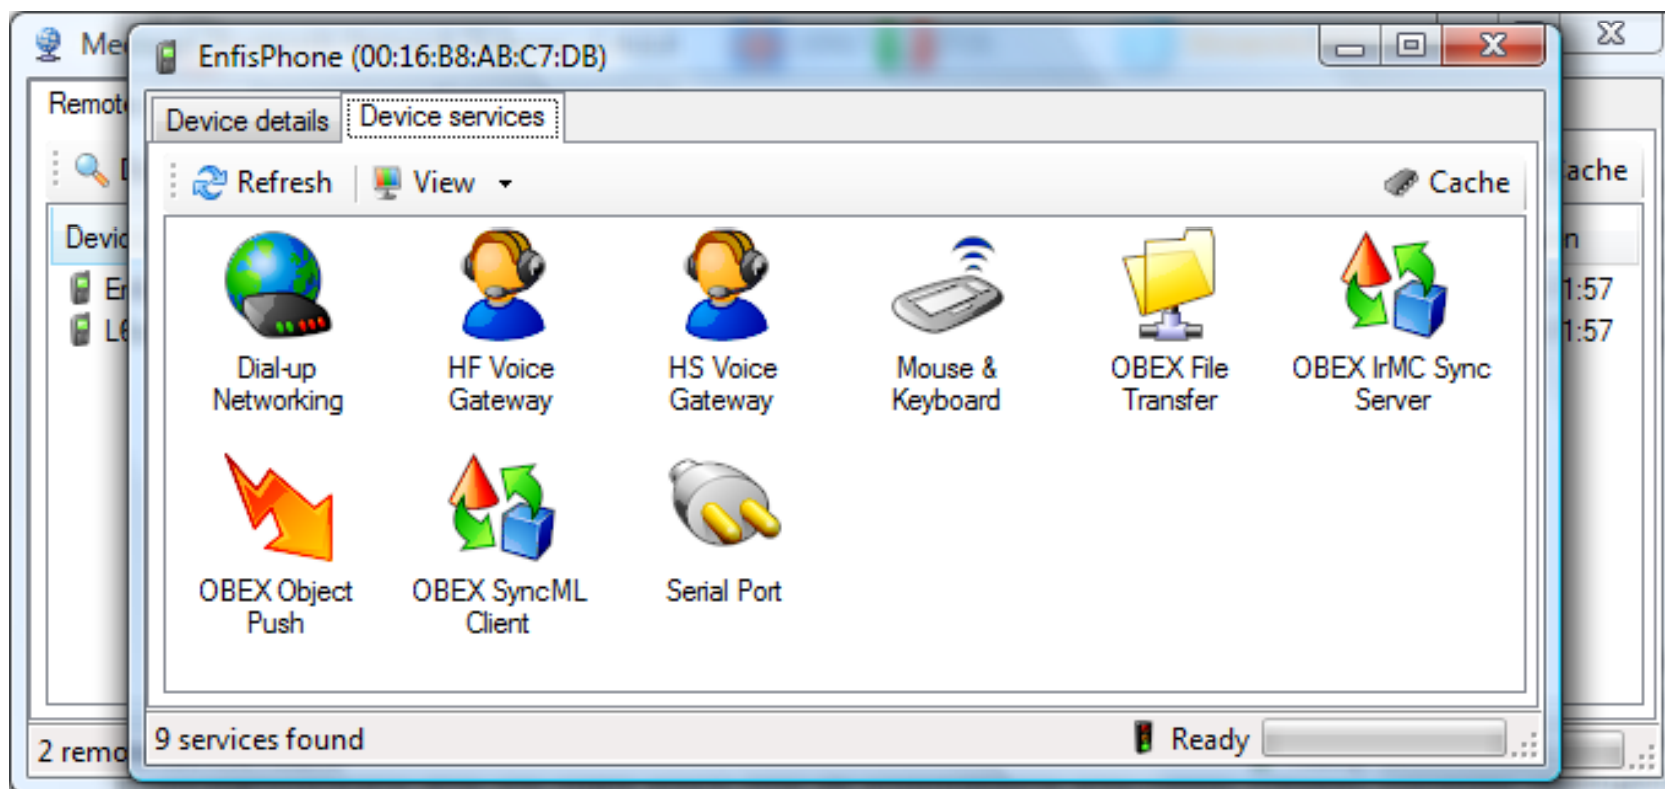 EnfisPhone (00:16:B8:AB:C7:DB)
Device details Device services
Refresh View Cache
Dial-up
Networking
HF Voice
Gateway
HS Voice
Gateway
Mouse &
Keyboard
OBEX File
Transfer
OBEX IrMC Sync
Server
OBEX Object
Push
OBEX SyncML
Client
Serial Port
9 services found Ready
Me
Remot
ache
Devic
n
1:57
L6 1:57
2 remo